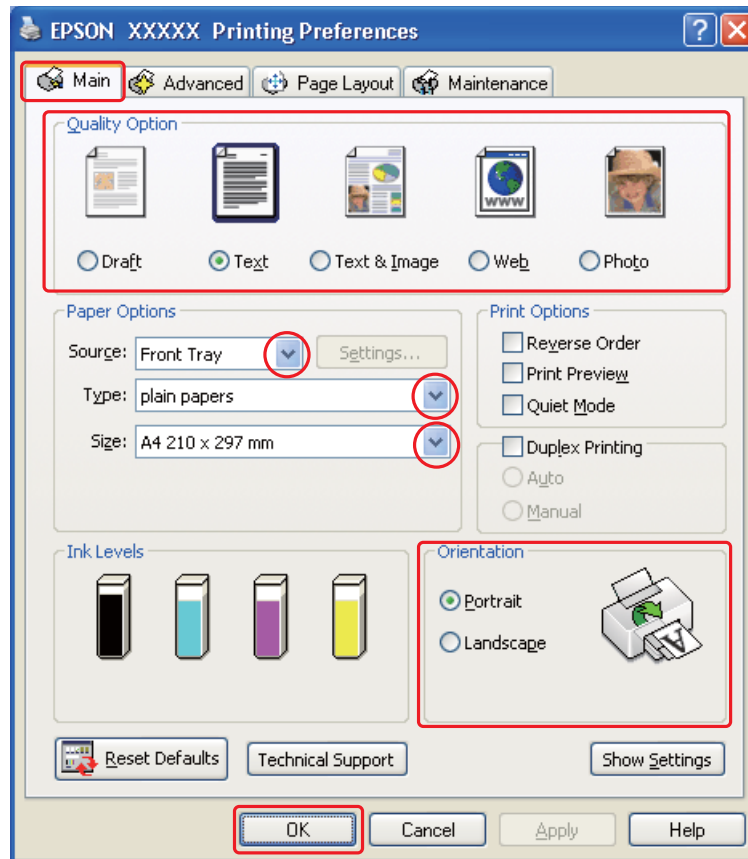 EPSON XXXXX Printing Preferences
Main Advanced Page Layout Maintenance
Quality Option
WWW
Draft Text Text & Image Web Photo
Paper Options
Source: Front Tray Settings...
Type: plain papers
Size: A4 210 x 297 mm
Print Options
Reverse Order
Print Preview
Quiet Mode
Duplex Printing
Auto
Manual
Ink Levels
Orientation
Portrait
Landscape
A
Reset Defaults Technical Support Show Settings
OK Cancel Apply Help